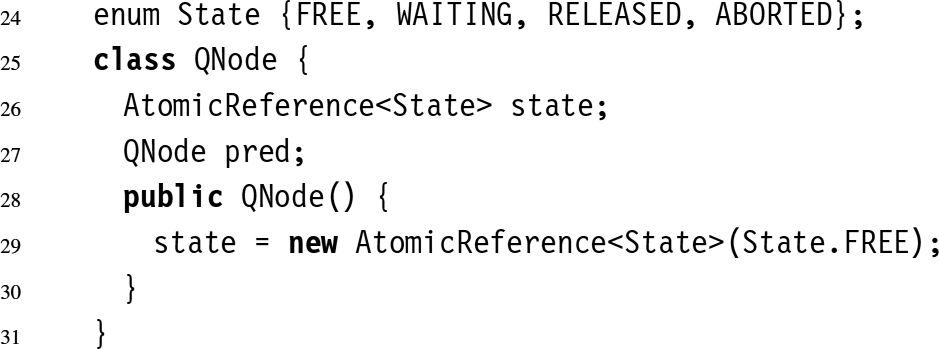 24 enum State {FREE, WAITING, RELEASED, ABORTED};
25 class QNode {
26 AtomicReference<State> state;
27 QNode pred;
28 public QNode() {
29 state = new AtomicReference<State>(State.FREE);
30 }
31 }